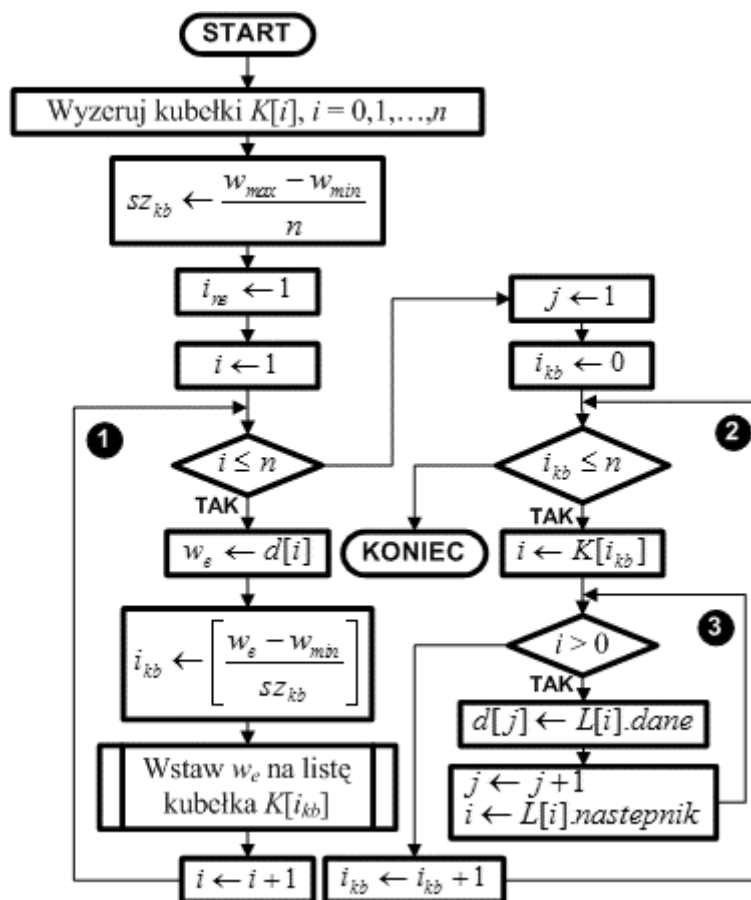 START
Wyzeruj kubełki K[i], i = 0,1,…,n
sz_kb ← (w_max − w_min) / n
i_ne ← 1
i ← 1
1
i ≤ n
TAK
w_e ← d[i]
i_kb ← [(w_e − w_min) / sz_kb]
Wstaw w_e na listę
kubełka K[i_kb]
i ← i + 1
j ← 1
i_kb ← 0
2
i_kb ≤ n
TAK
KONIEC
i ← K[i_kb]
3
i > 0
TAK
d[j] ← L[i].dane
j ← j + 1
i ← L[i].nastepnik
i_kb ← i_kb + 1